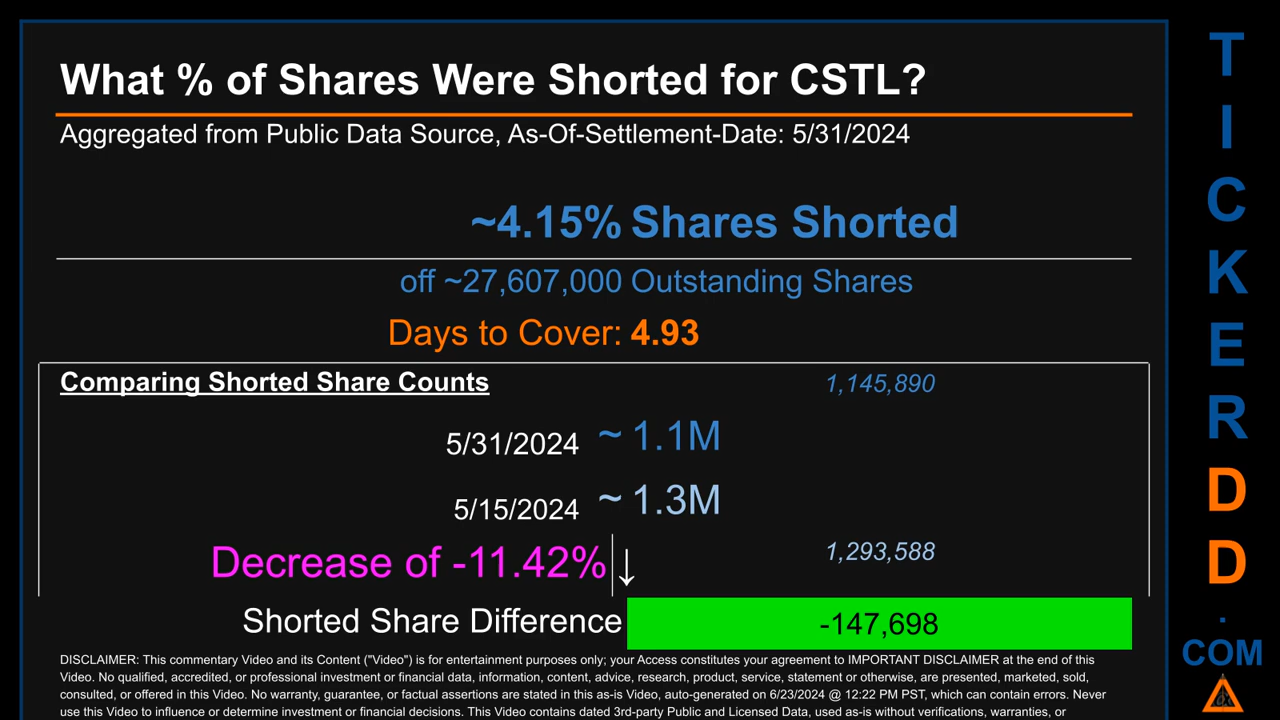 What % of Shares Were Shorted for CSTL?
Aggregated from Public Data Source, As-Of-Settlement-Date: 5/31/2024
~4.15% Shares Shorted
off ~27,607,000 Outstanding Shares
Days to Cover: 4.93
Comparing Shorted Share Counts
1,145,890
5/31/2024 ~ 1.1M
5/15/2024 ~ 1.3M
1,293,588
Decrease of -11.42% ↓
Shorted Share Difference -147,698
DISCLAIMER: This commentary Video and its Content ("Video") is for entertainment purposes only; your Access constitutes your agreement to IMPORTANT DISCLAIMER at the end of this
Video. No qualified, accredited, or professional investment or financial data, information, content, advice, research, product, service, statement or otherwise, are presented, marketed, sold,
consulted, or offered in this Video. No warranty, guarantee, or factual assertions are stated in this as-is Video, auto-generated on 6/23/2024 @ 12:22 PM PST, which can contain errors. Never
use this Video to influence or determine investment or financial decisions. This Video contains dated 3rd-party Public and Licensed Data, used as-is without verifications, warranties, or
T
I
C
K
E
R
D
D
.
COM